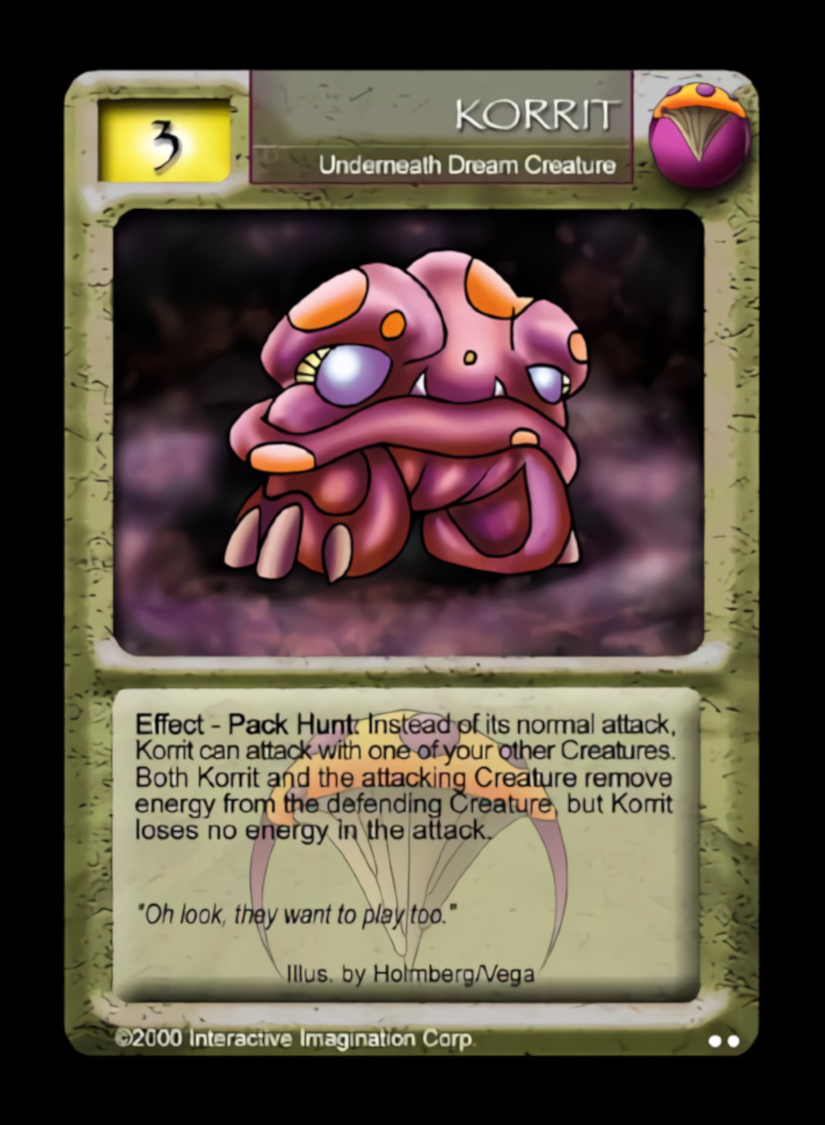 3
KORRIT
Underneath Dream Creature
Effect - Pack Hunt: Instead of its normal attack,
Korrit can attack with one of your other Creatures.
Both Korrit and the attacking Creature remove
energy from the defending Creature, but Korrit
loses no energy in the attack.
"Oh look, they want to play too."
Illus. by Holmberg/Vega
©2000 Interactive Imagination Corp.